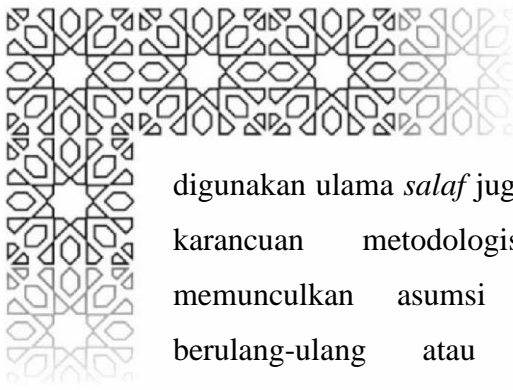 digunakan ulama salaf jug
karancuan metodologis
memunculkan asumsi
berulang-ulang atau